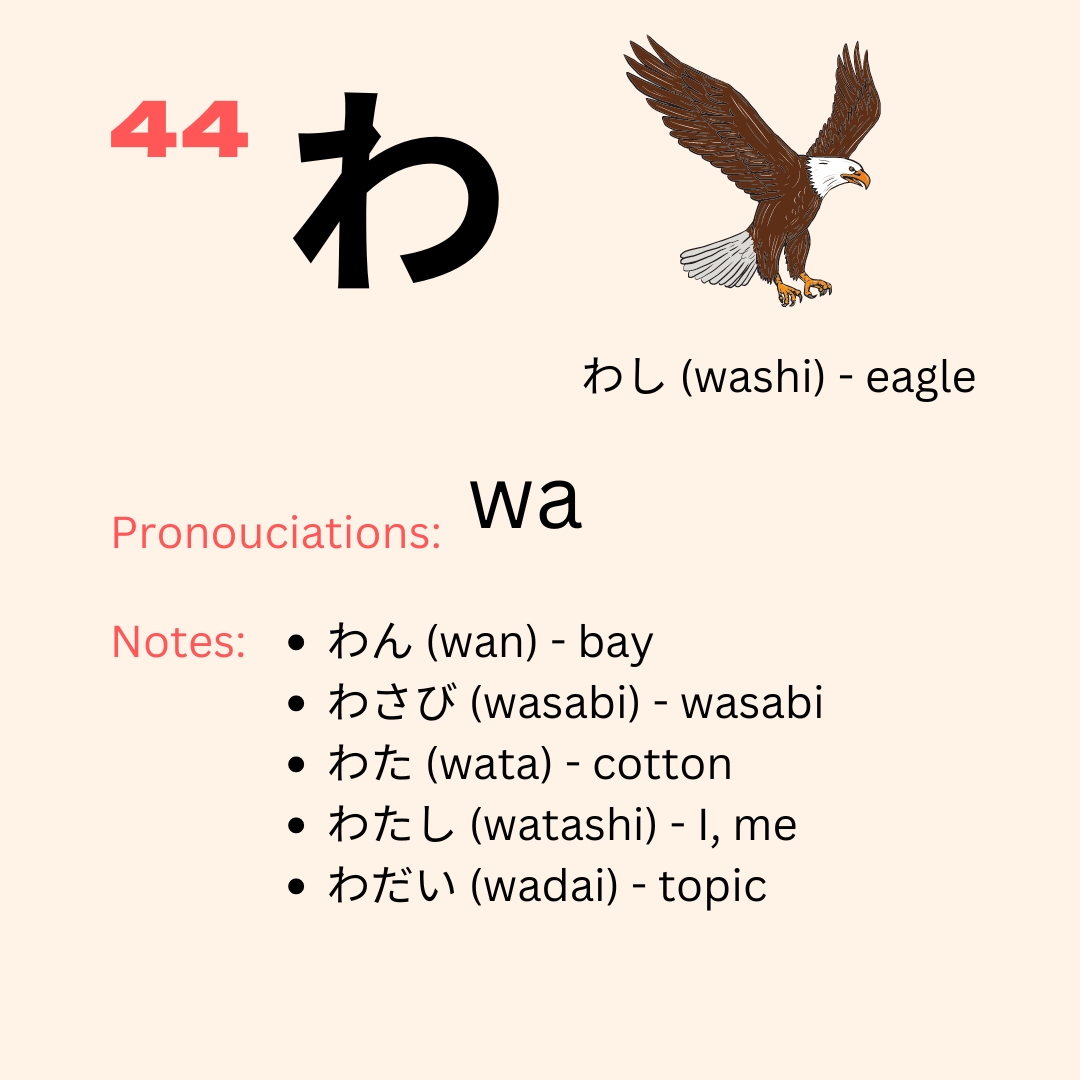 44 わ
わし (washi) - eagle
Pronouciations: wa
Notes: • わん (wan) - bay
• わさび (wasabi) - wasabi
• わた (wata) - cotton
• わたし (watashi) - I, me
• わだい (wadai) - topic